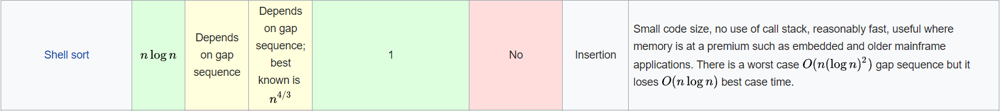 Shell sort
n log n
Depends
on gap
sequence
Depends
on gap
sequence;
best
known is
n^{4/3}
1
No
Insertion
Small code size, no use of call stack, reasonably fast, useful where
memory is at a premium such as embedded and older mainframe
applications. There is a worst case O(n(log n)^2) gap sequence but it
loses O(n log n) best case time.